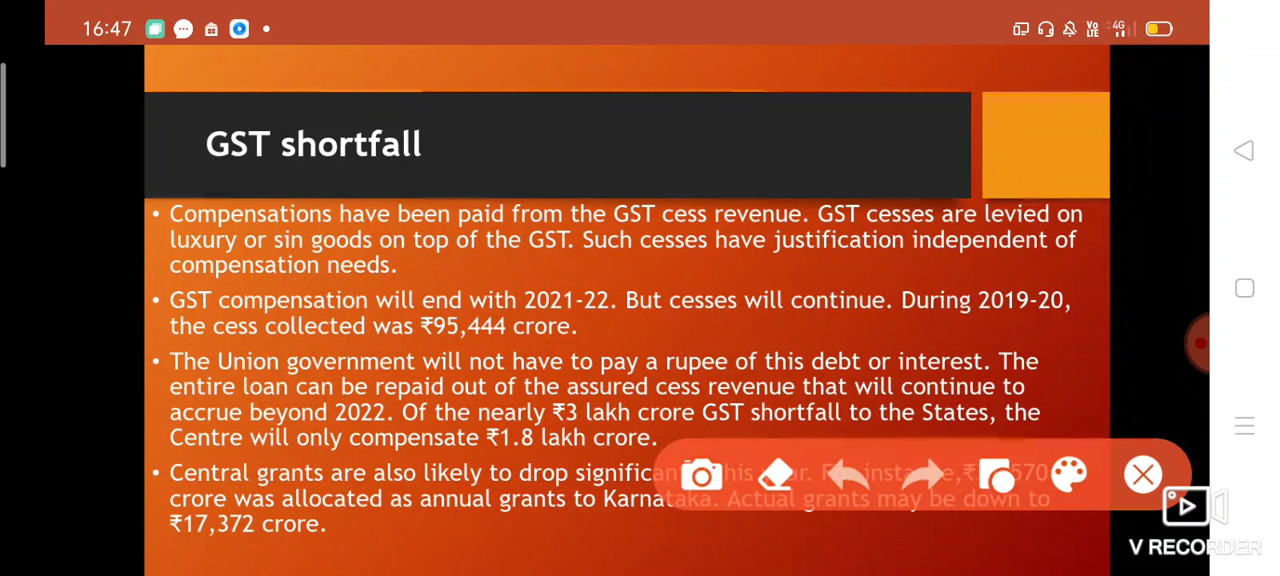 16:47
Vo LTE 4G
GST shortfall
• Compensations have been paid from the GST cess revenue. GST cesses are levied on
luxury or sin goods on top of the GST. Such cesses have justification independent of
compensation needs.
• GST compensation will end with 2021-22. But cesses will continue. During 2019-20,
the cess collected was ₹95,444 crore.
• The Union government will not have to pay a rupee of this debt or interest. The
entire loan can be repaid out of the assured cess revenue that will continue to
accrue beyond 2022. Of the nearly ₹3 lakh crore GST shortfall to the States, the
Centre will only compensate ₹1.8 lakh crore.
• Central grants are also likely to drop this
crore was allocated as annual grants to Karnataka. Actual grants may be down to
₹17,372 crore.
V RECORDER